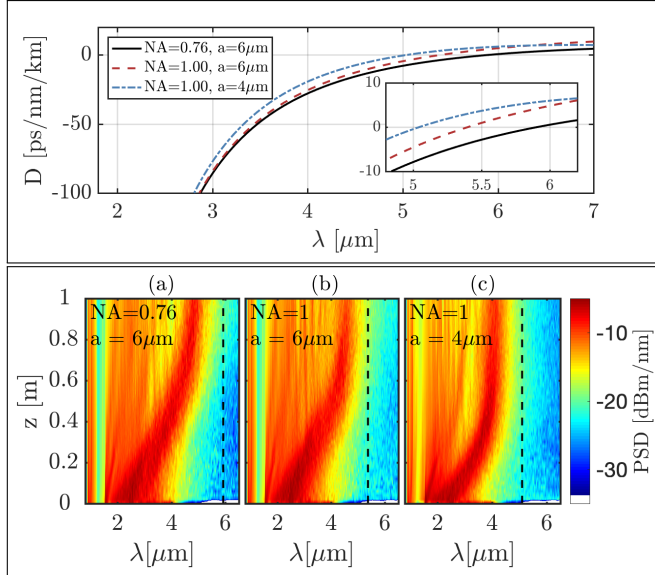 0
-50
-100
D [ps/nm/km]
NA=0.76, a=6μm
NA=1.00, a=6μm
NA=1.00, a=4μm
10
0
-10
5
5.5
6
2
3
4
5
6
7
λ [μm]
(a)
(b)
(c)
NA=0.76
a = 6μm
NA=1
a = 6μm
NA=1
a = 4μm
1
0.8
0.6
0.4
0.2
0
z [m]
2
4
6
2
4
6
2
4
6
λ[μm]
λ[μm]
λ[μm]
-10
-20
-30
PSD [dBm/nm]